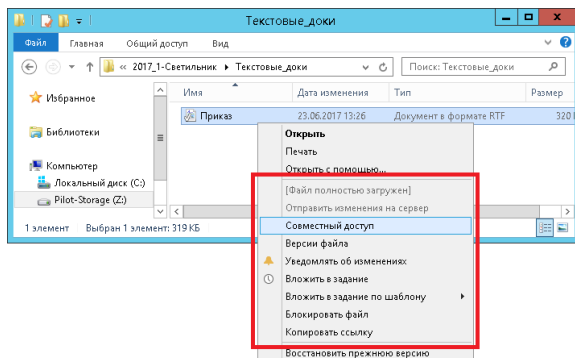 Текстовые_доки
Файл Главная Общий доступ Вид
« 2017_1-Светильник ▸ Текстовые_доки Поиск: Текстовые_доки
Избранное
Библиотеки
Компьютер
Локальный диск (C:)
Pilot-Storage (Z:)
Имя Дата изменения Тип Размер
Приказ 23.06.2017 13:26 Документ в формате RTF 320
Открыть
Печать
Открыть с помощью...
[Файл полностью загружен]
Отправить изменения на сервер
Совместный доступ
Версии файла
Уведомлять об изменениях
Вложить в задание
Вложить в задание по шаблону
Блокировать файл
Копировать ссылку
Восстановить прежнюю версию
1 элемент Выбран 1 элемент: 319 КБ